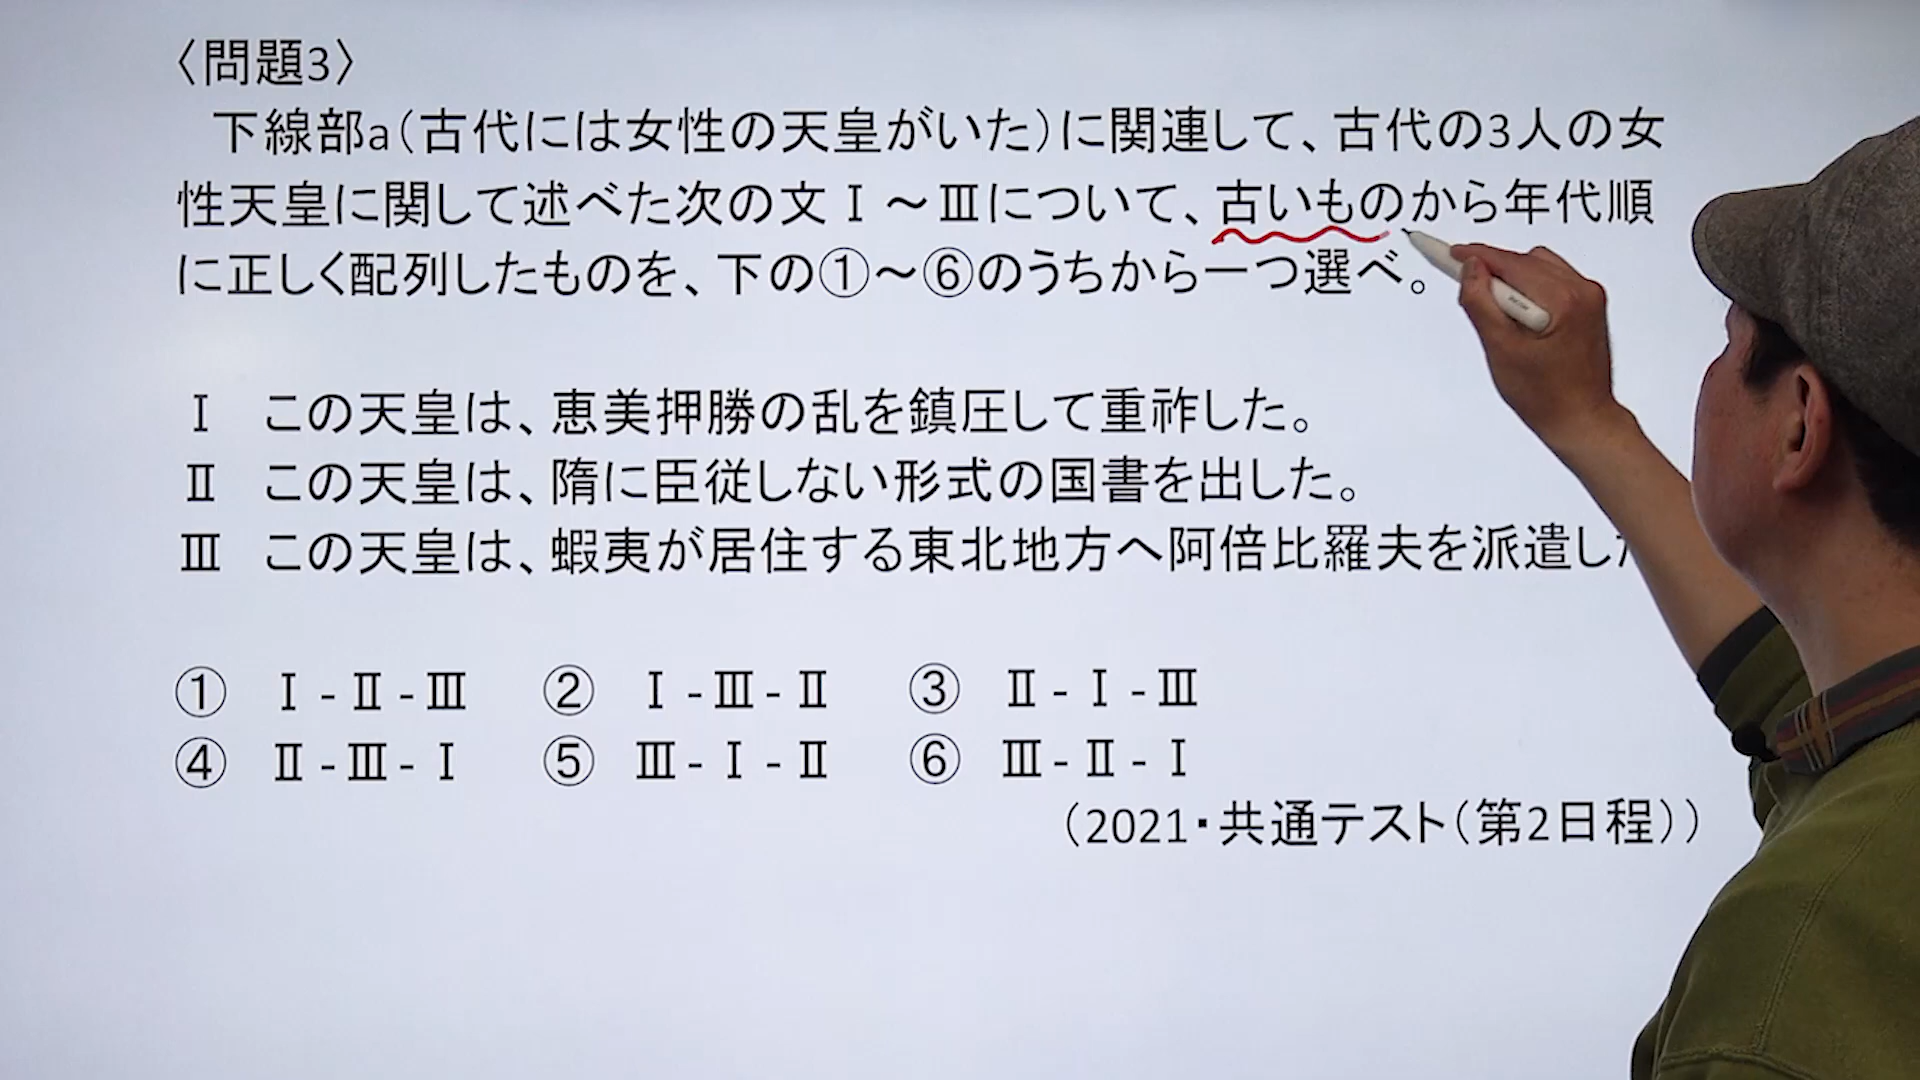 〈問題3〉
下線部a（古代には女性の天皇がいた）に関連して、古代の3人の女
性天皇に関して述べた次の文Ⅰ～Ⅲについて、古いものから年代順
に正しく配列したものを、下の①～⑥のうちから一つ選べ。
Ⅰ この天皇は、恵美押勝の乱を鎮圧して重祚した。
Ⅱ この天皇は、隋に臣従しない形式の国書を出した。
Ⅲ この天皇は、蝦夷が居住する東北地方へ阿倍比羅夫を派遣し
① Ⅰ-Ⅱ-Ⅲ ② Ⅰ-Ⅲ-Ⅱ ③ Ⅱ-Ⅰ-Ⅲ
④ Ⅱ-Ⅲ-Ⅰ ⑤ Ⅲ-Ⅰ-Ⅱ ⑥ Ⅲ-Ⅱ-Ⅰ
（2021・共通テスト（第2日程））